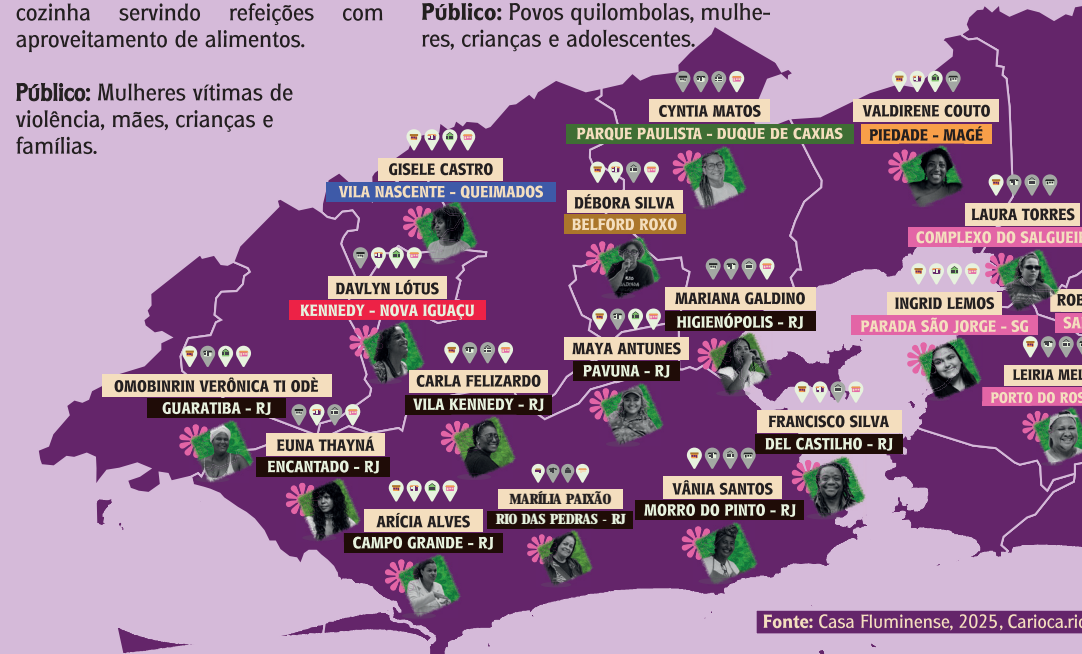 cozinha servindo refeições com
aproveitamento de alimentos.
Público: Mulheres vítimas de
violência, mães, crianças e
famílias.
Público: Povos quilombolas, mulhe-
res, crianças e adolescentes.
CYNTIA MATOS
PARQUE PAULISTA - DUQUE DE CAXIAS
VALDIRENE COUTO
PIEDADE - MAGÉ
GISELE CASTRO
VILA NASCENTE - QUEIMADOS
DÉBORA SILVA
BELFORD ROXO
LAURA TORRES
COMPLEXO DO SALGUEI
DAVLYN LÓTUS
KENNEDY - NOVA IGUAÇU
MARIANA GALDINO
HIGIENÓPOLIS - RJ
INGRID LEMOS
PARADA SÃO JORGE - SG
ROB
SA
MAYA ANTUNES
PAVUNA - RJ
OMOBINRIN VERÔNICA TI ODÈ
GUARATIBA - RJ
CARLA FELIZARDO
VILA KENNEDY - RJ
LEIRIA MEL
PORTO DO ROS
FRANCISCO SILVA
DEL CASTILHO - RJ
EUNA THAYNÁ
ENCANTADO - RJ
VÂNIA SANTOS
MORRO DO PINTO - RJ
MARÍLIA PAIXÃO
RIO DAS PEDRAS - RJ
ARÍCIA ALVES
CAMPO GRANDE - RJ
Fonte: Casa Fluminense, 2025, Carioca.rio